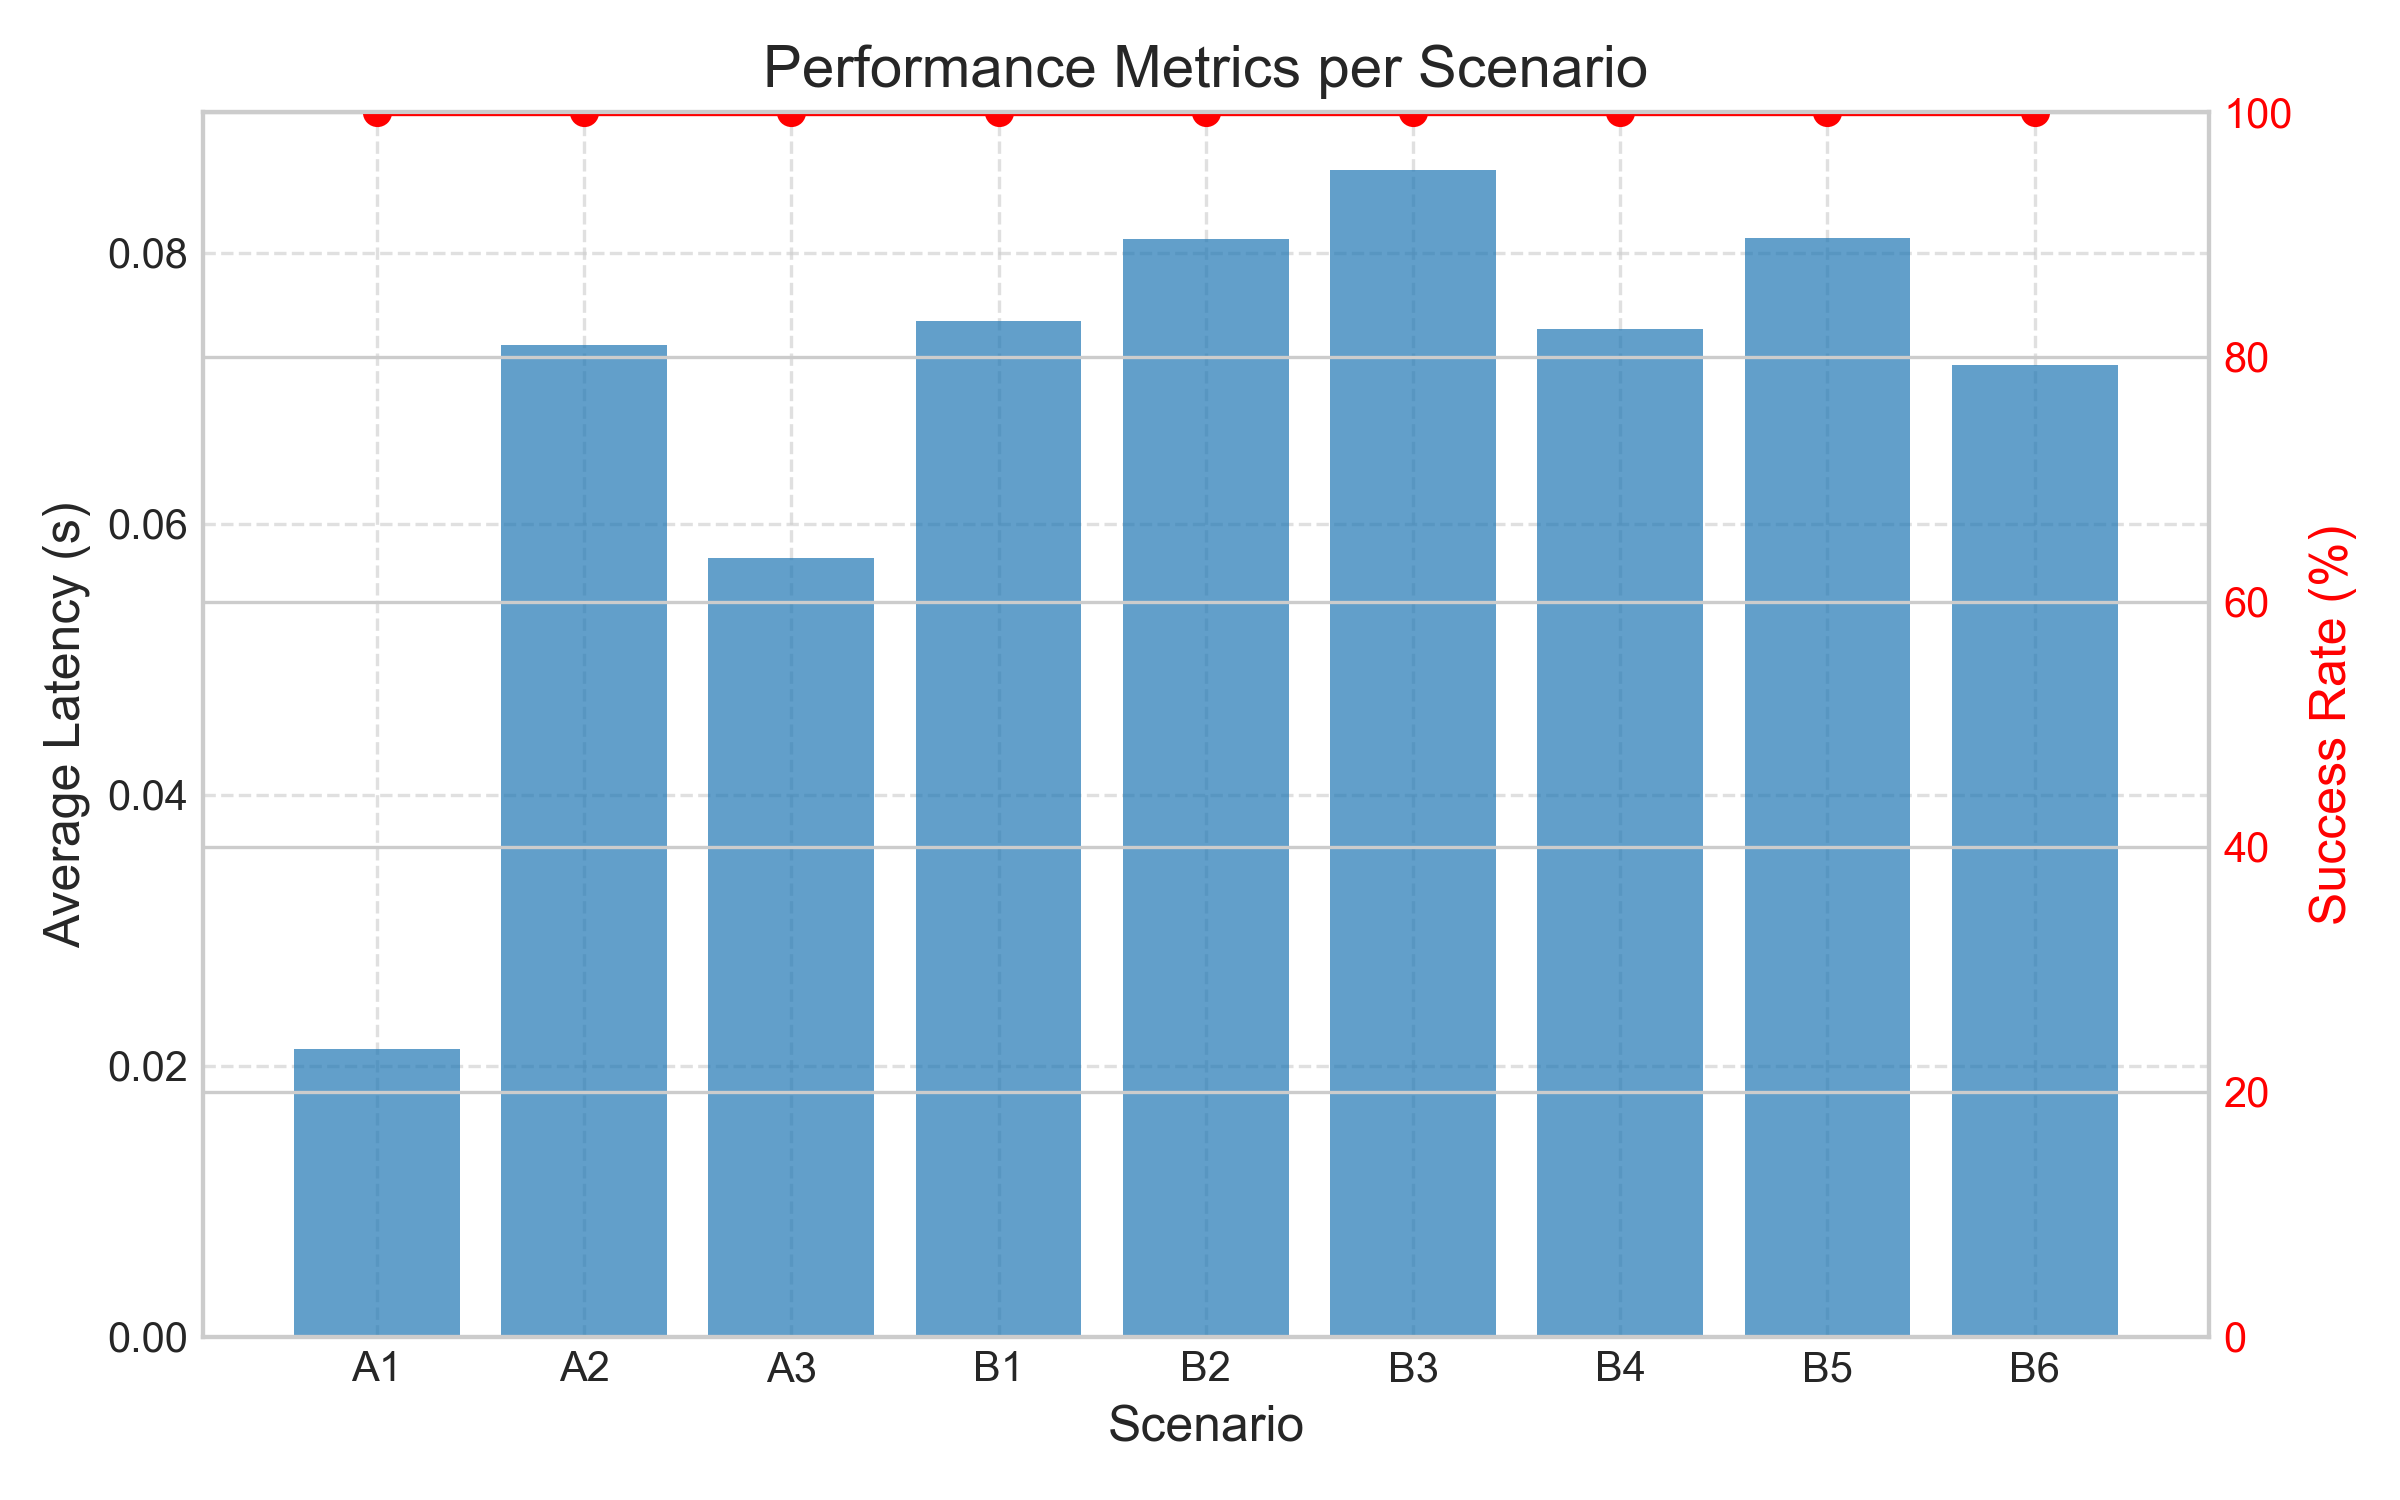 Performance Metrics per Scenario
100
0.08
80
0.06
60
0.04
40
0.02
20
0.00
0
Average Latency (s)
Success Rate (%)
A1 A2 A3 B1 B2 B3 B4 B5 B6
Scenario